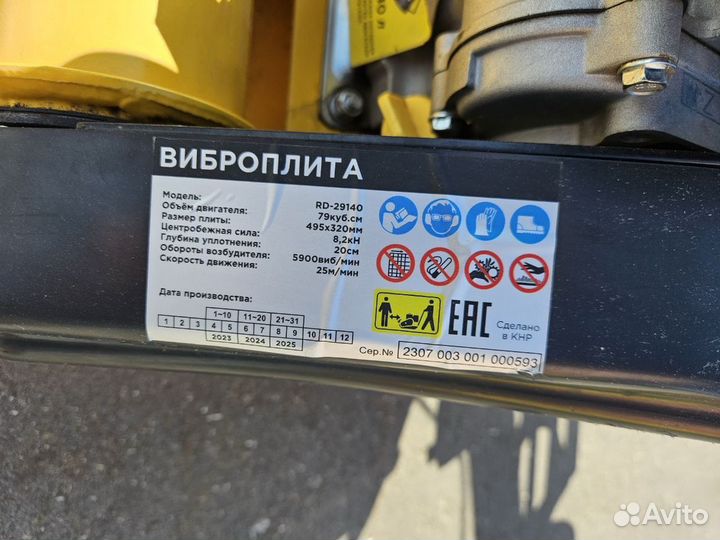 ВИБРОПЛИТА
Модель: RD-29140
Объём двигателя: 79куб.см
Размер плиты: 495х320мм
Центробежная сила: 8,2кН
Глубина уплотнения: 20см
Обороты возбудителя: 5900виб/мин
Скорость движения: 25м/мин
Дата производства:
1-10 11-20 21-31
1 2 3 4 5 6 7 8 9 10 11 12
2023 2024 2025
EAC
Сделано
в КНР
Сер.№ 2307 003 001 000593
Avito